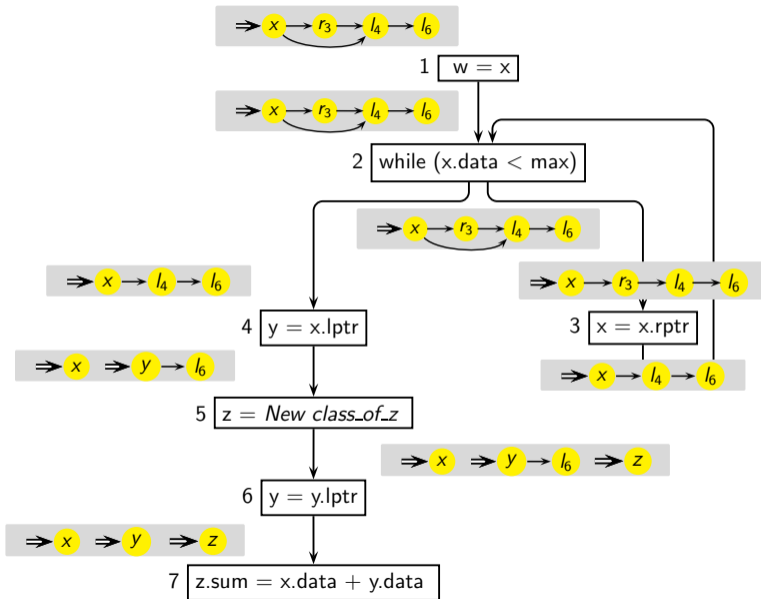 x r3 l4 l6
1 w = x
x r3 l4 l6
2 while (x.data < max)
x r3 l4 l6
x l4 l6
x r3 l4 l6
4 y = x.lptr
3 x = x.rptr
x y l6
x l4 l6
5 z = New class_of_z
x y l6 z
6 y = y.lptr
x y z
7 z.sum = x.data + y.data